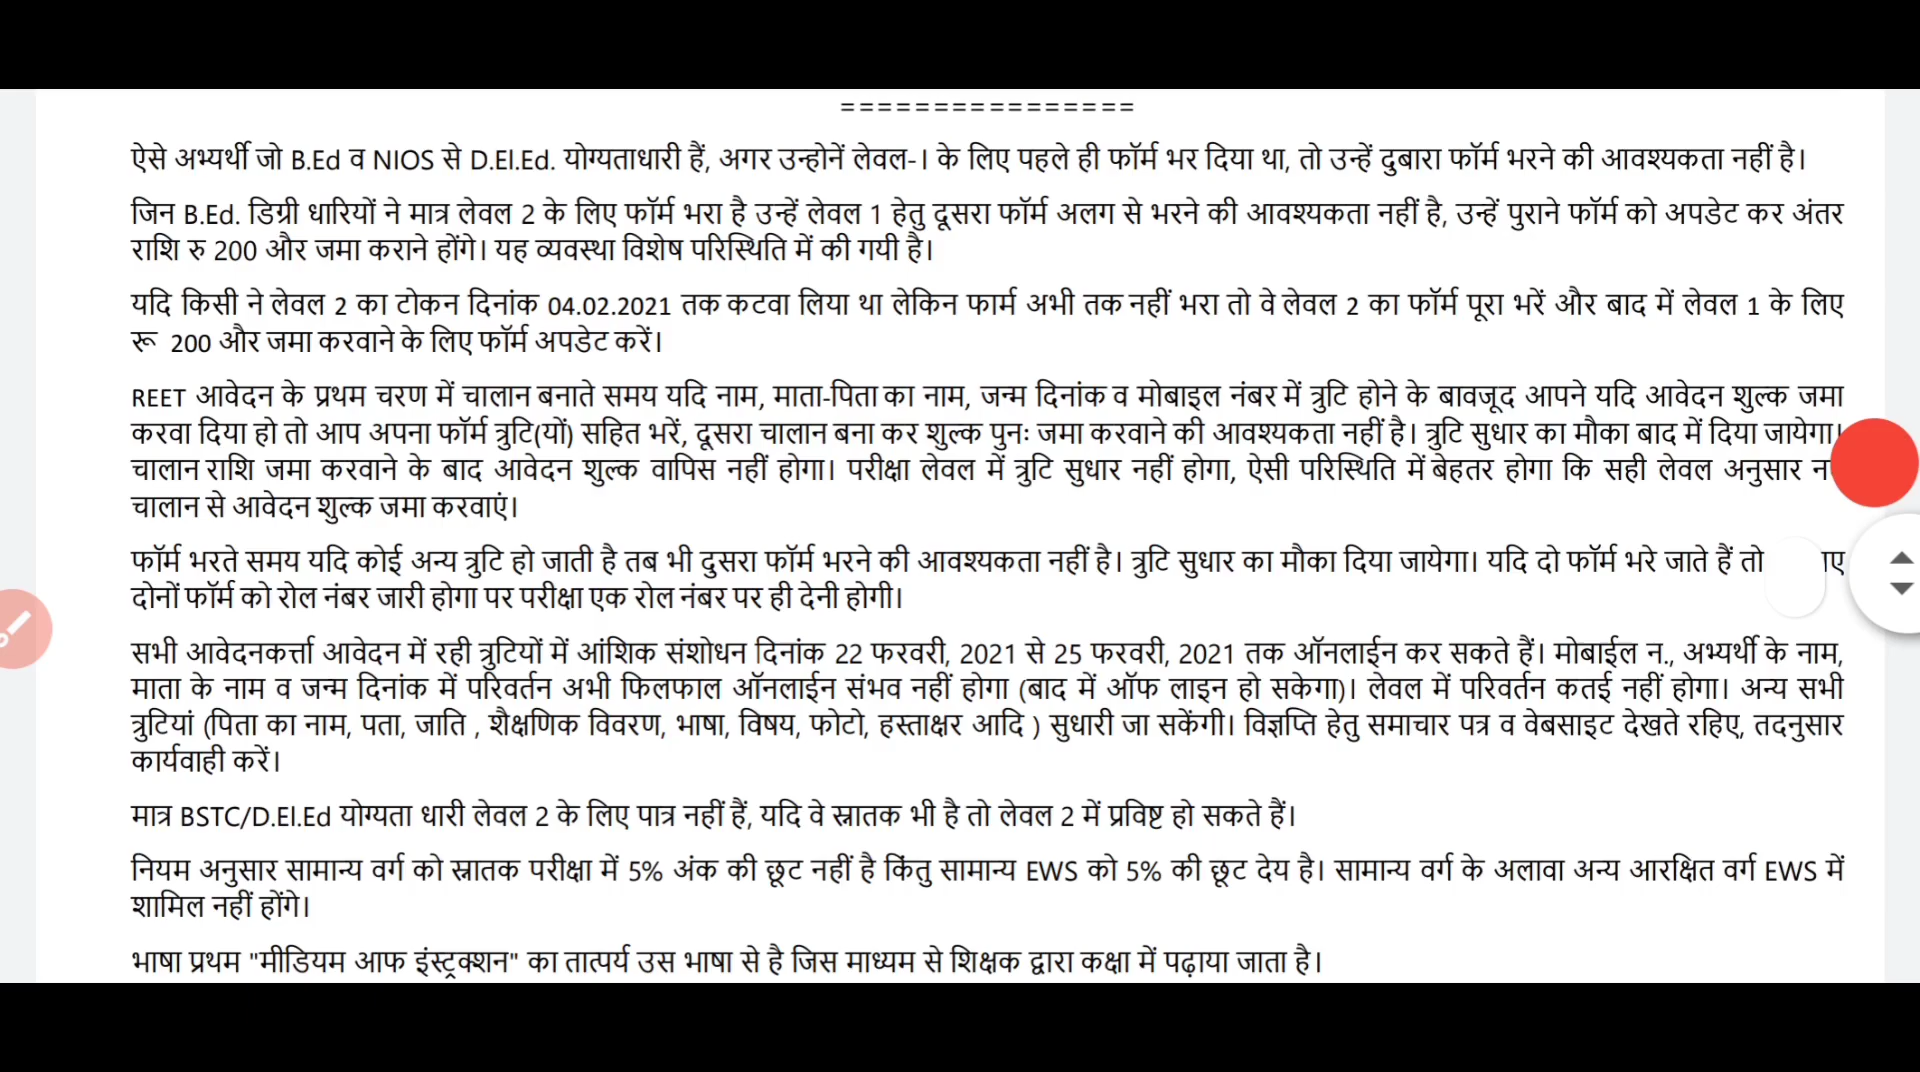 ================
ऐसे अभ्यर्थी जो B.Ed व NIOS से D.El.Ed. योग्यताधारी हैं, अगर उन्होनें लेवल-। के लिए पहले ही फॉर्म भर दिया था, तो उन्हें दुबारा फॉर्म भरने की आवश्यकता नहीं है।
जिन B.Ed. डिग्री धारियों ने मात्र लेवल 2 के लिए फॉर्म भरा है उन्हें लेवल 1 हेतु दूसरा फॉर्म अलग से भरने की आवश्यकता नहीं है, उन्हें पुराने फॉर्म को अपडेट कर अंतर
राशि रु 200 और जमा कराने होंगे। यह व्यवस्था विशेष परिस्थिति में की गयी है।
यदि किसी ने लेवल 2 का टोकन दिनांक 04.02.2021 तक कटवा लिया था लेकिन फार्म अभी तक नहीं भरा तो वे लेवल 2 का फॉर्म पूरा भरें और बाद में लेवल 1 के लिए
रू 200 और जमा करवाने के लिए फॉर्म अपडेट करें।
REET आवेदन के प्रथम चरण में चालान बनाते समय यदि नाम, माता-पिता का नाम, जन्म दिनांक व मोबाइल नंबर में त्रुटि होने के बावजूद आपने यदि आवेदन शुल्क जमा
करवा दिया हो तो आप अपना फॉर्म त्रुटि(यों) सहित भरें, दूसरा चालान बना कर शुल्क पुनः जमा करवाने की आवश्यकता नहीं है। त्रुटि सुधार का मौका बाद में दिया जायेगा।
चालान राशि जमा करवाने के बाद आवेदन शुल्क वापिस नहीं होगा। परीक्षा लेवल में त्रुटि सुधार नहीं होगा, ऐसी परिस्थिति में बेहतर होगा कि सही लेवल अनुसार
चालान से आवेदन शुल्क जमा करवाएं।
फॉर्म भरते समय यदि कोई अन्य त्रुटि हो जाती है तब भी दुसरा फॉर्म भरने की आवश्यकता नहीं है। त्रुटि सुधार का मौका दिया जायेगा। यदि दो फॉर्म भरे जाते हैं तो
दोनों फॉर्म को रोल नंबर जारी होगा पर परीक्षा एक रोल नंबर पर ही देनी होगी।
सभी आवेदनकर्त्ता आवेदन में रही त्रुटियों में आंशिक संशोधन दिनांक 22 फरवरी, 2021 से 25 फरवरी, 2021 तक ऑनलाईन कर सकते हैं। मोबाईल न., अभ्यर्थी के नाम,
माता के नाम व जन्म दिनांक में परिवर्तन अभी फिलफाल ऑनलाईन संभव नहीं होगा (बाद में ऑफ लाइन हो सकेगा)। लेवल में परिवर्तन कतई नहीं होगा। अन्य सभी
त्रुटियां (पिता का नाम, पता, जाति , शैक्षणिक विवरण, भाषा, विषय, फोटो, हस्ताक्षर आदि ) सुधारी जा सकेंगी। विज्ञप्ति हेतु समाचार पत्र व वेबसाइट देखते रहिए, तदनुसार
कार्यवाही करें।
मात्र BSTC/D.El.Ed योग्यता धारी लेवल 2 के लिए पात्र नहीं हैं, यदि वे स्नातक भी है तो लेवल 2 में प्रविष्ट हो सकते हैं।
नियम अनुसार सामान्य वर्ग को स्नातक परीक्षा में 5% अंक की छूट नहीं है किंतु सामान्य EWS को 5% की छूट देय है। सामान्य वर्ग के अलावा अन्य आरक्षित वर्ग EWS में
शामिल नहीं होंगे।
भाषा प्रथम "मीडियम आफ इंस्ट्रक्शन" का तात्पर्य उस भाषा से है जिस माध्यम से शिक्षक द्वारा कक्षा में पढ़ाया जाता है।